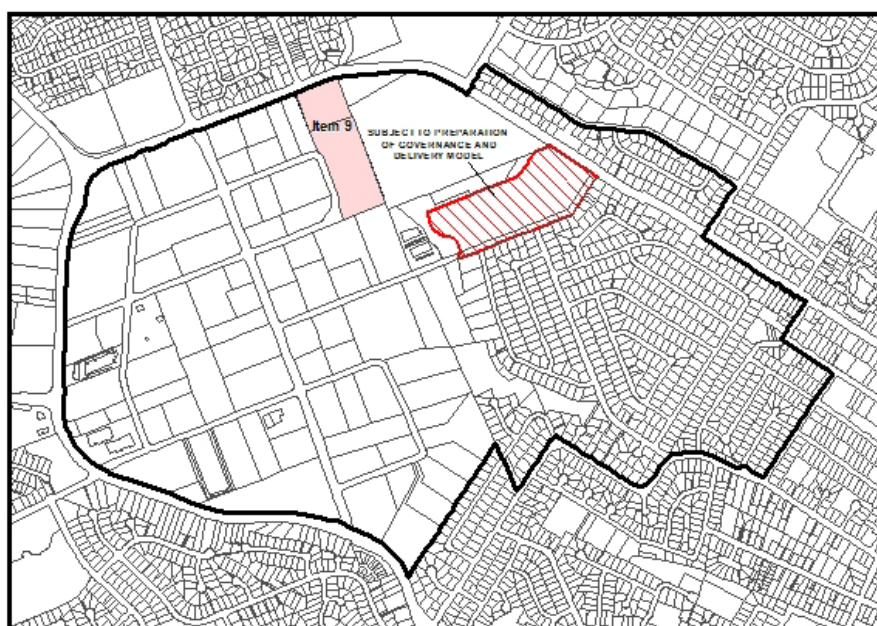 Item 9
SUBJECT TO PREPARATION
OF GOVERNANCE AND
DELIVERY MODEL